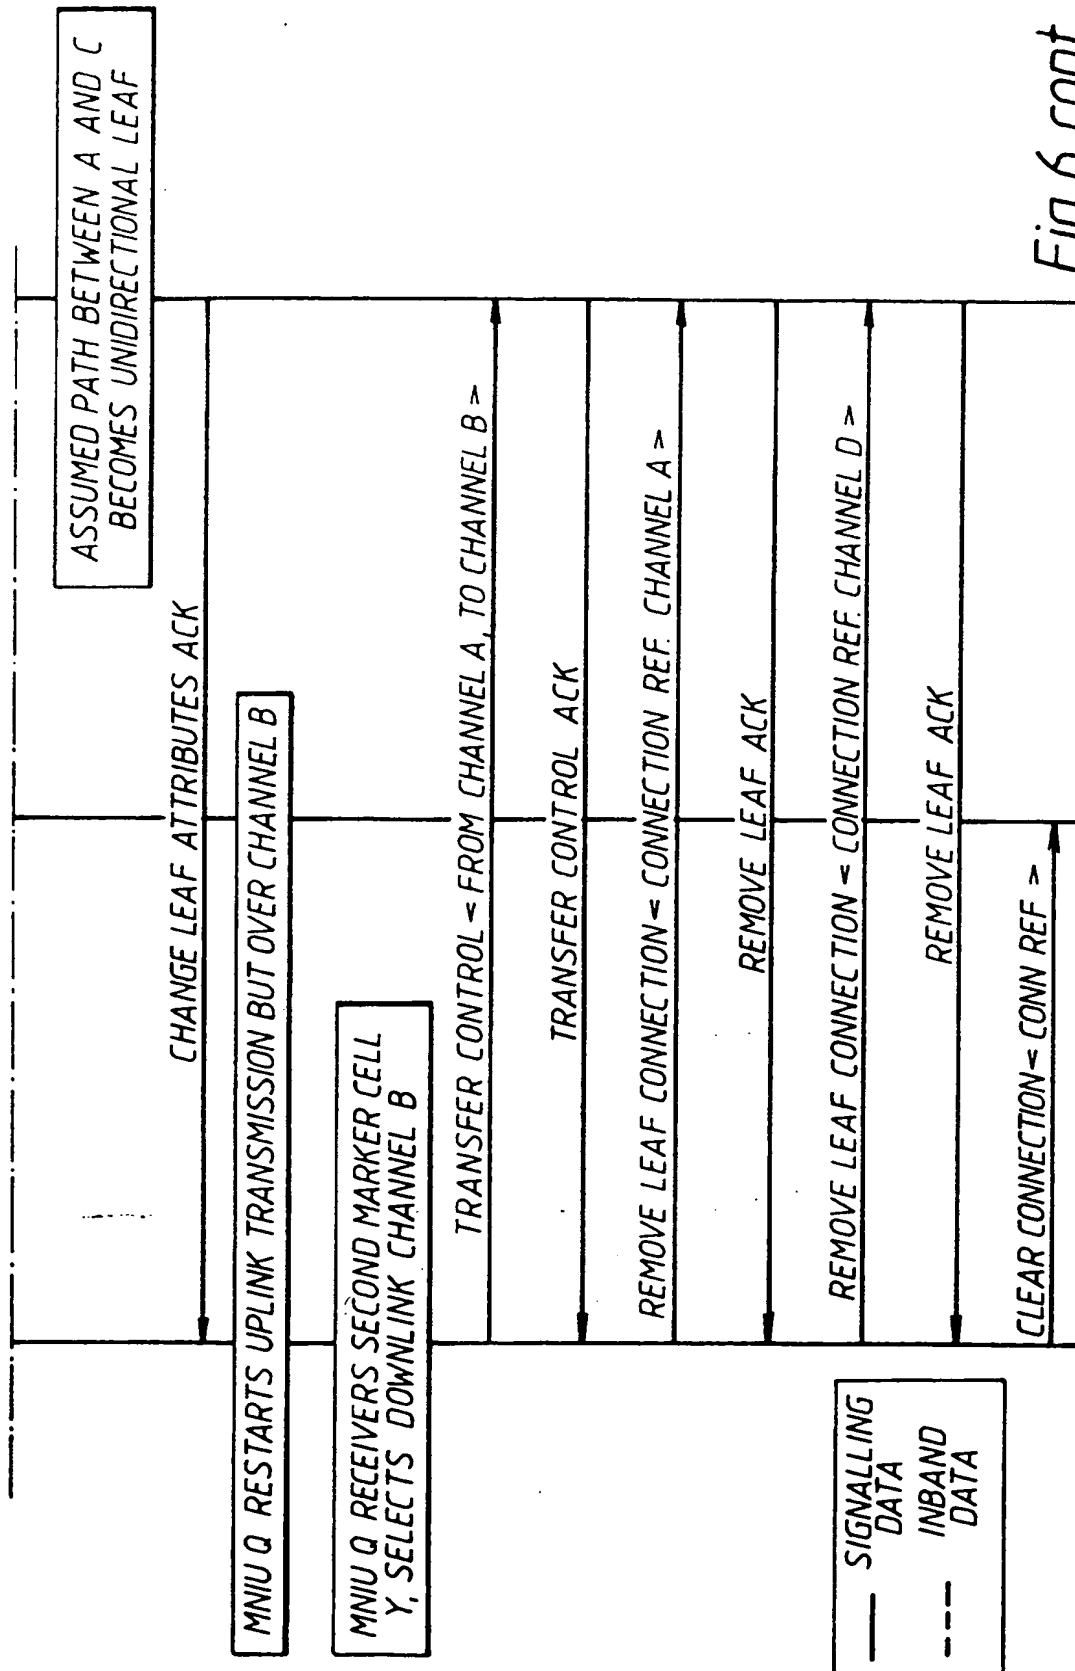 ASSUMED PATH BETWEEN A AND C
BECOMES UNIDIRECTIONAL LEAF
CHANGE LEAF ATTRIBUTES ACK
MNIU Q RESTARTS UPLINK TRANSMISSION BUT OVER CHANNEL B
MNIU Q RECEIVERS SECOND MARKER CELL
Y, SELECTS DOWNLINK CHANNEL B
TRANSFER CONTROL < FROM CHANNEL A, TO CHANNEL B >
TRANSFER CONTROL ACK
REMOVE LEAF CONNECTION < CONNECTION REF. CHANNEL A >
REMOVE LEAF ACK
REMOVE LEAF CONNECTION < CONNECTION REF. CHANNEL D >
REMOVE LEAF ACK
CLEAR CONNECTION < CONN REF >
SIGNALLING
DATA
INBAND
DATA
Fig.6 cont